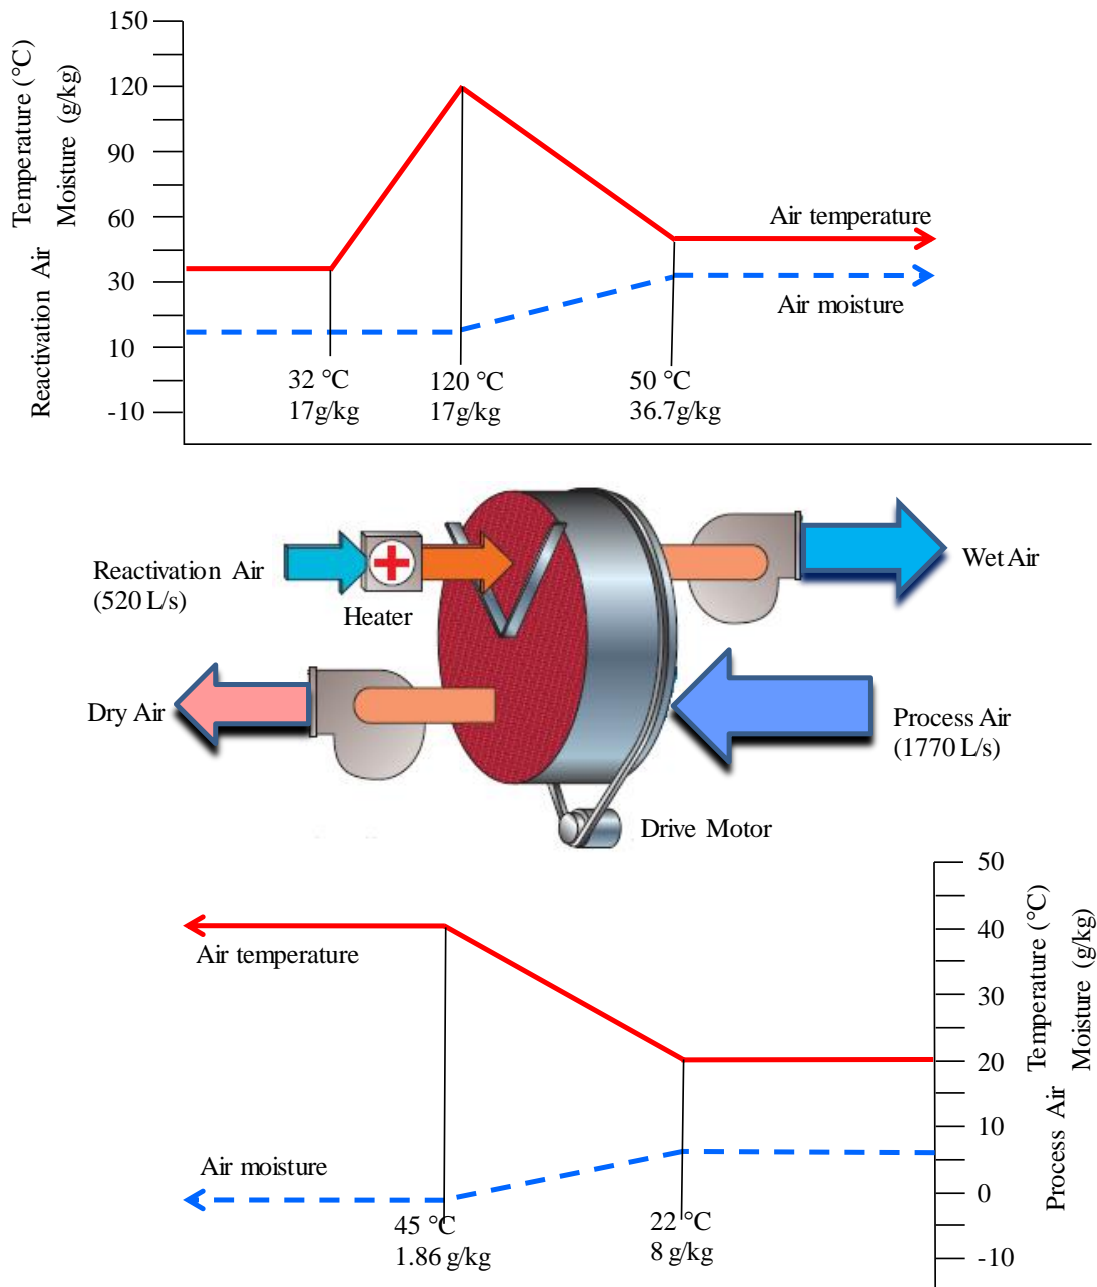 150
120
90
60
30
10
-10
Temperature (°C)
Moisture (g/kg)
Reactivation Air
Air temperature
Air moisture
32 °C
17g/kg
120 °C
17g/kg
50 °C
36.7g/kg
Reactivation Air
(520 L/s)
Heater
Wet Air
Dry Air
Process Air
(1770 L/s)
Drive Motor
50
40
30
20
10
0
-10
Temperature (°C)
Moisture (g/kg)
Process Air
Air temperature
Air moisture
45 °C
1.86 g/kg
22 °C
8 g/kg